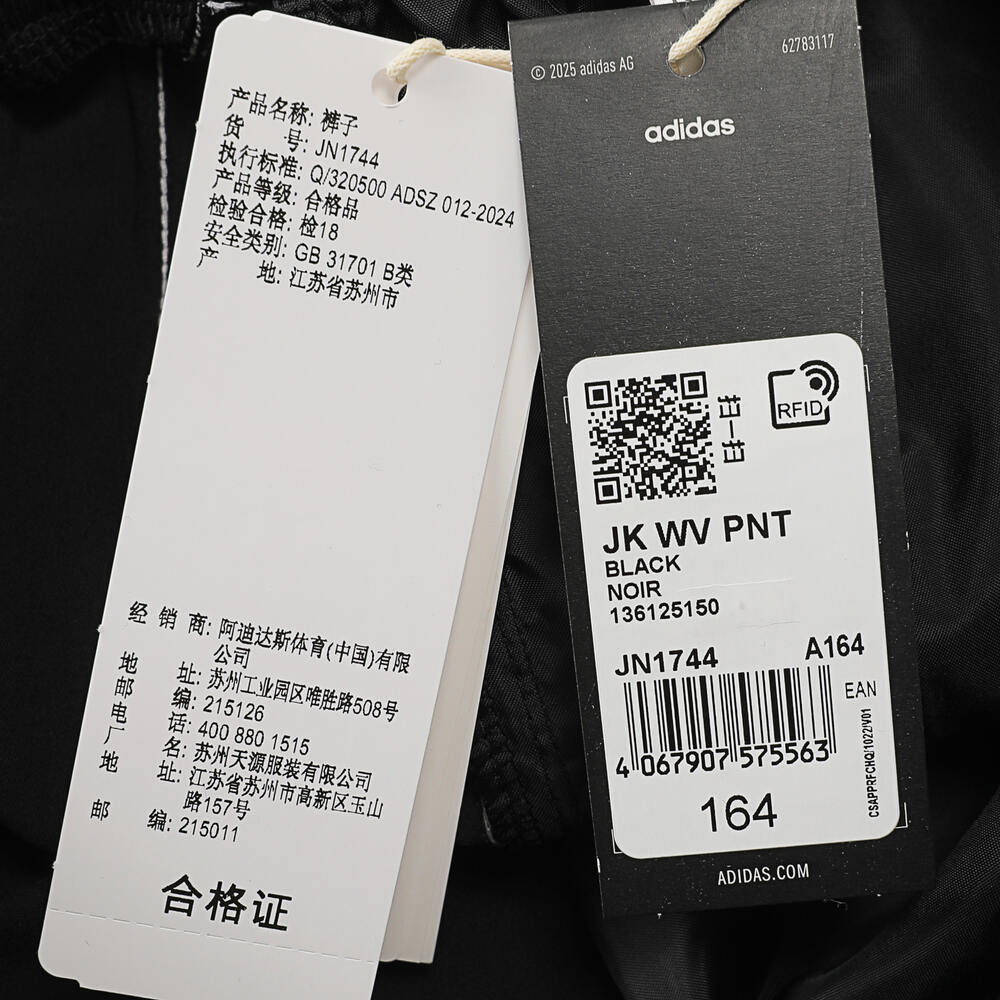 产品名称: 裤子
货 号: JN1744
执行标准: Q/320500 ADSZ 012-2024
产品等级: 合格品
检验合格: 检18
安全类别: GB 31701 B类
产 地: 江苏省苏州市
经 销 商: 阿迪达斯体育(中国)有限
公司
地 址: 苏州工业园区唯胜路508号
邮 编: 215126
电 话: 400 880 1515
厂 名: 苏州天源服装有限公司
地 址: 江苏省苏州市高新区玉山
路157号
邮 编: 215011
合格证
© 2025 adidas AG
62783117
adidas
扫一扫
RFID
JK WV PNT
BLACK
NOIR
136125150
JN1744 A164
EAN
4 067907 575563
CSAPPRFCHQ/1022/V01
164
ADIDAS.COM